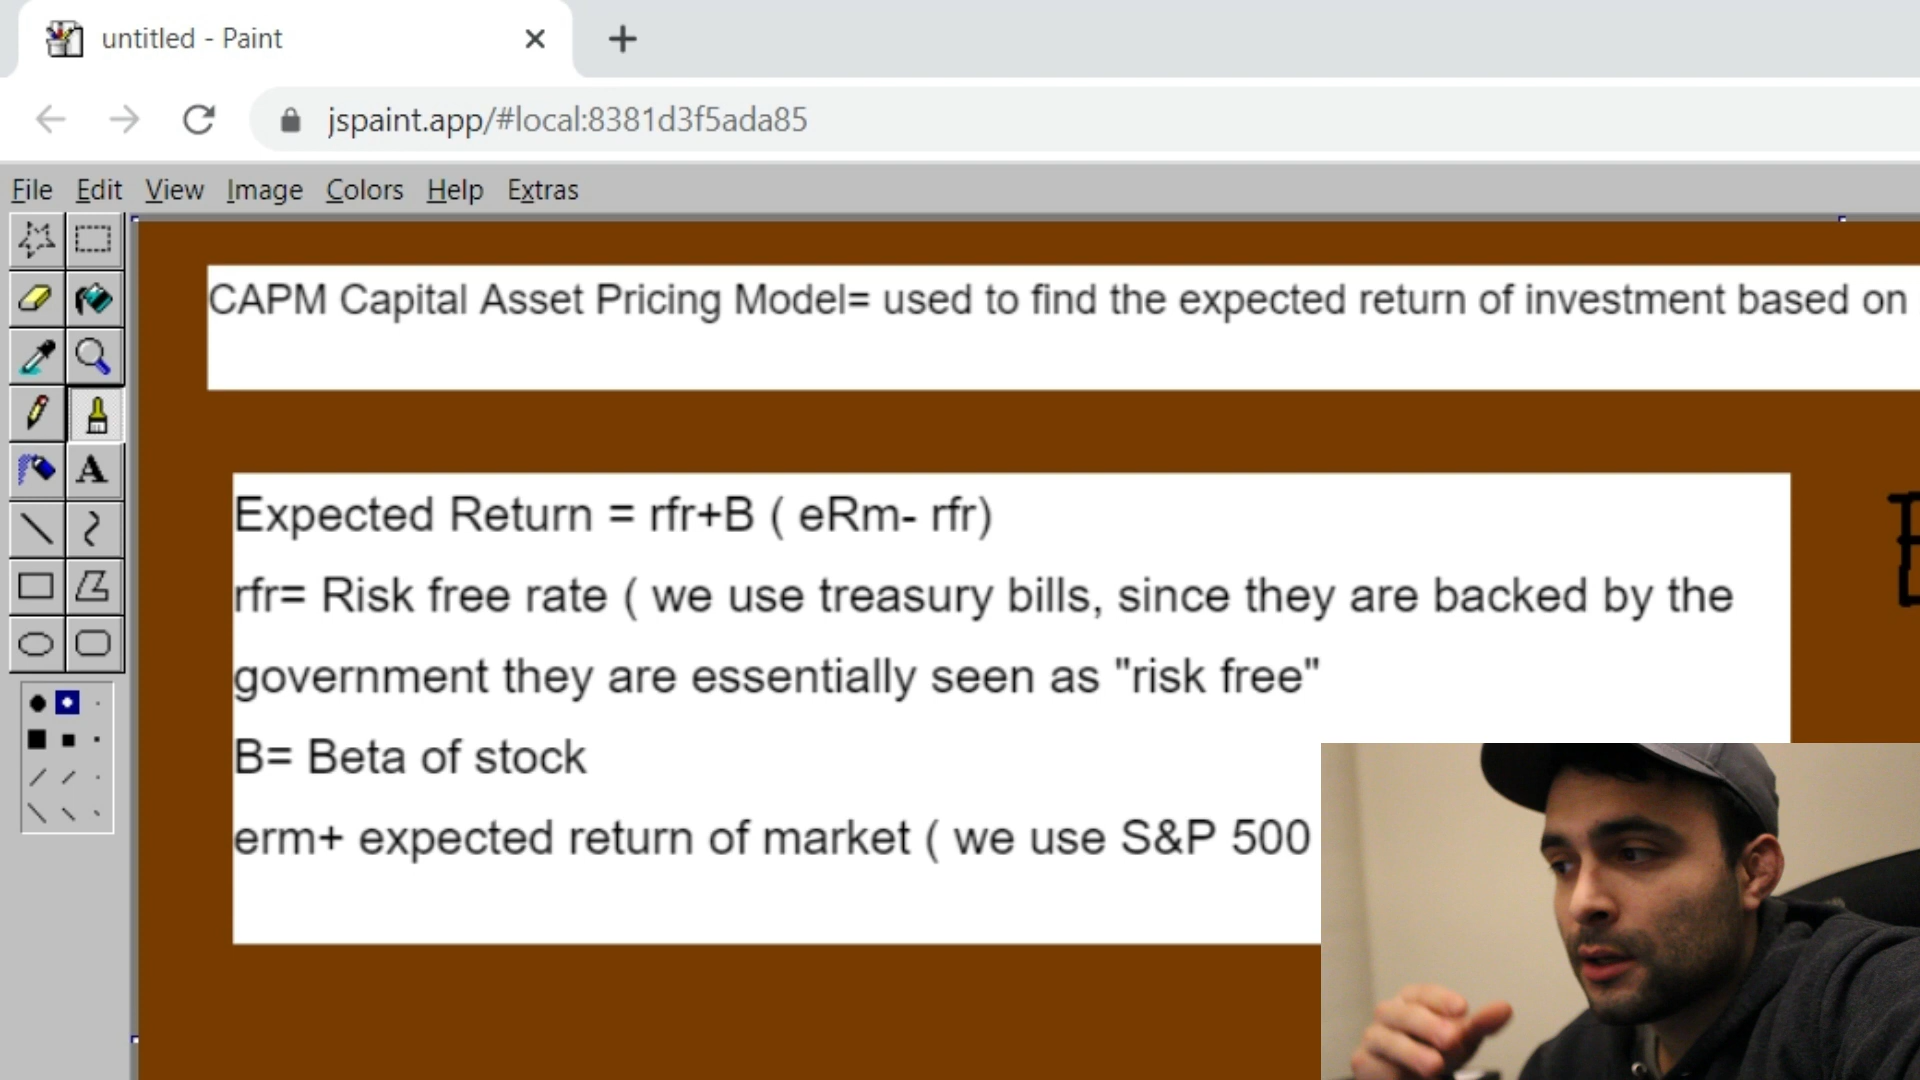 untitled - Paint
jspaint.app/#local:8381d3f5ada85
File Edit View Image Colors Help Extras
CAPM Capital Asset Pricing Model= used to find the expected return of investment based on
Expected Return = rfr+B ( eRm- rfr)
rfr= Risk free rate ( we use treasury bills, since they are backed by the
government they are essentially seen as "risk free"
B= Beta of stock
erm+ expected return of market ( we use S&P 500